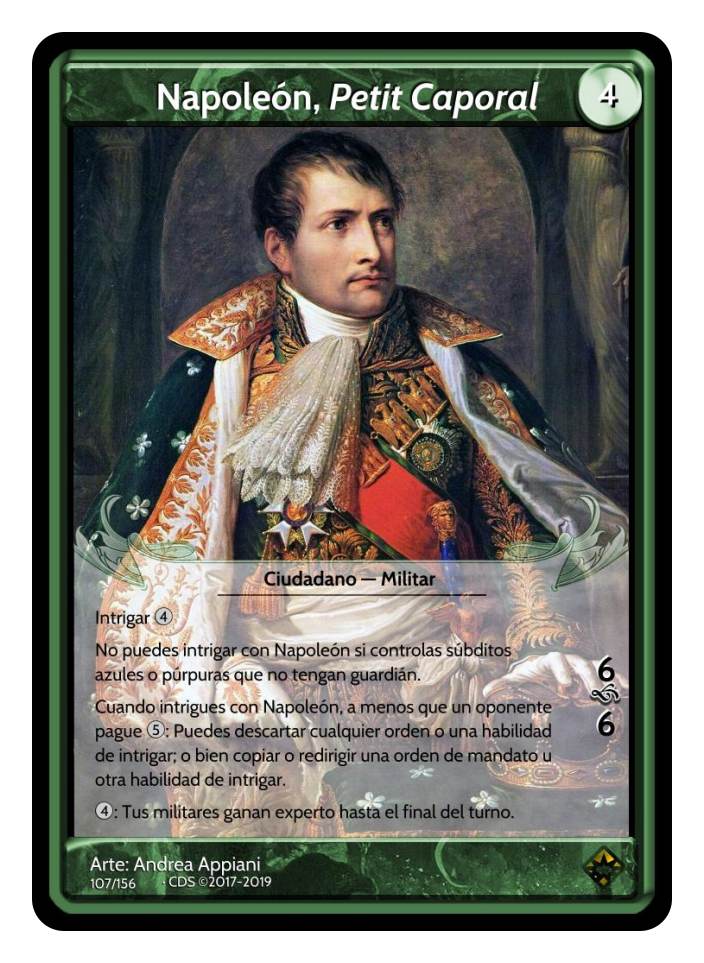 Napoleón, Petit Caporal
4
Ciudadano — Militar
Intrigar ④
No puedes intrigar con Napoleón si controlas súbditos
azules o púrpuras que no tengan guardián.
Cuando intrigues con Napoleón, a menos que un oponente
pague ⑤: Puedes descartar cualquier orden o una habilidad
de intrigar; o bien copiar o redirigir una orden de mandato u
otra habilidad de intrigar.
④: Tus militares ganan experto hasta el final del turno.
6
6
Arte: Andrea Appiani
107/156 · CDS ©2017-2019